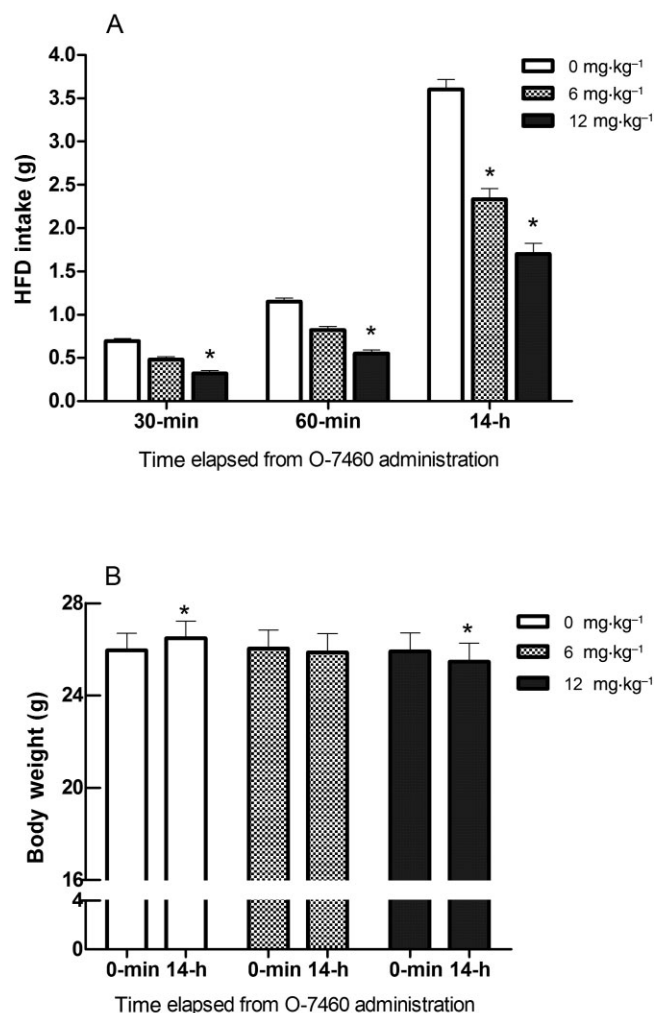 A
4.0
3.5
3.0
2.5
2.0
1.5
1.0
0.5
0.0
HFD intake (g)
0 mg·kg⁻¹
6 mg·kg⁻¹
12 mg·kg⁻¹
*
*
*
*
30-min 60-min 14-h
Time elapsed from O-7460 administration
B
28
24
20
16
4
0
Body weight (g)
*
*
0 mg·kg⁻¹
6 mg·kg⁻¹
12 mg·kg⁻¹
0-min 14-h 0-min 14-h 0-min 14-h
Time elapsed from O-7460 administration